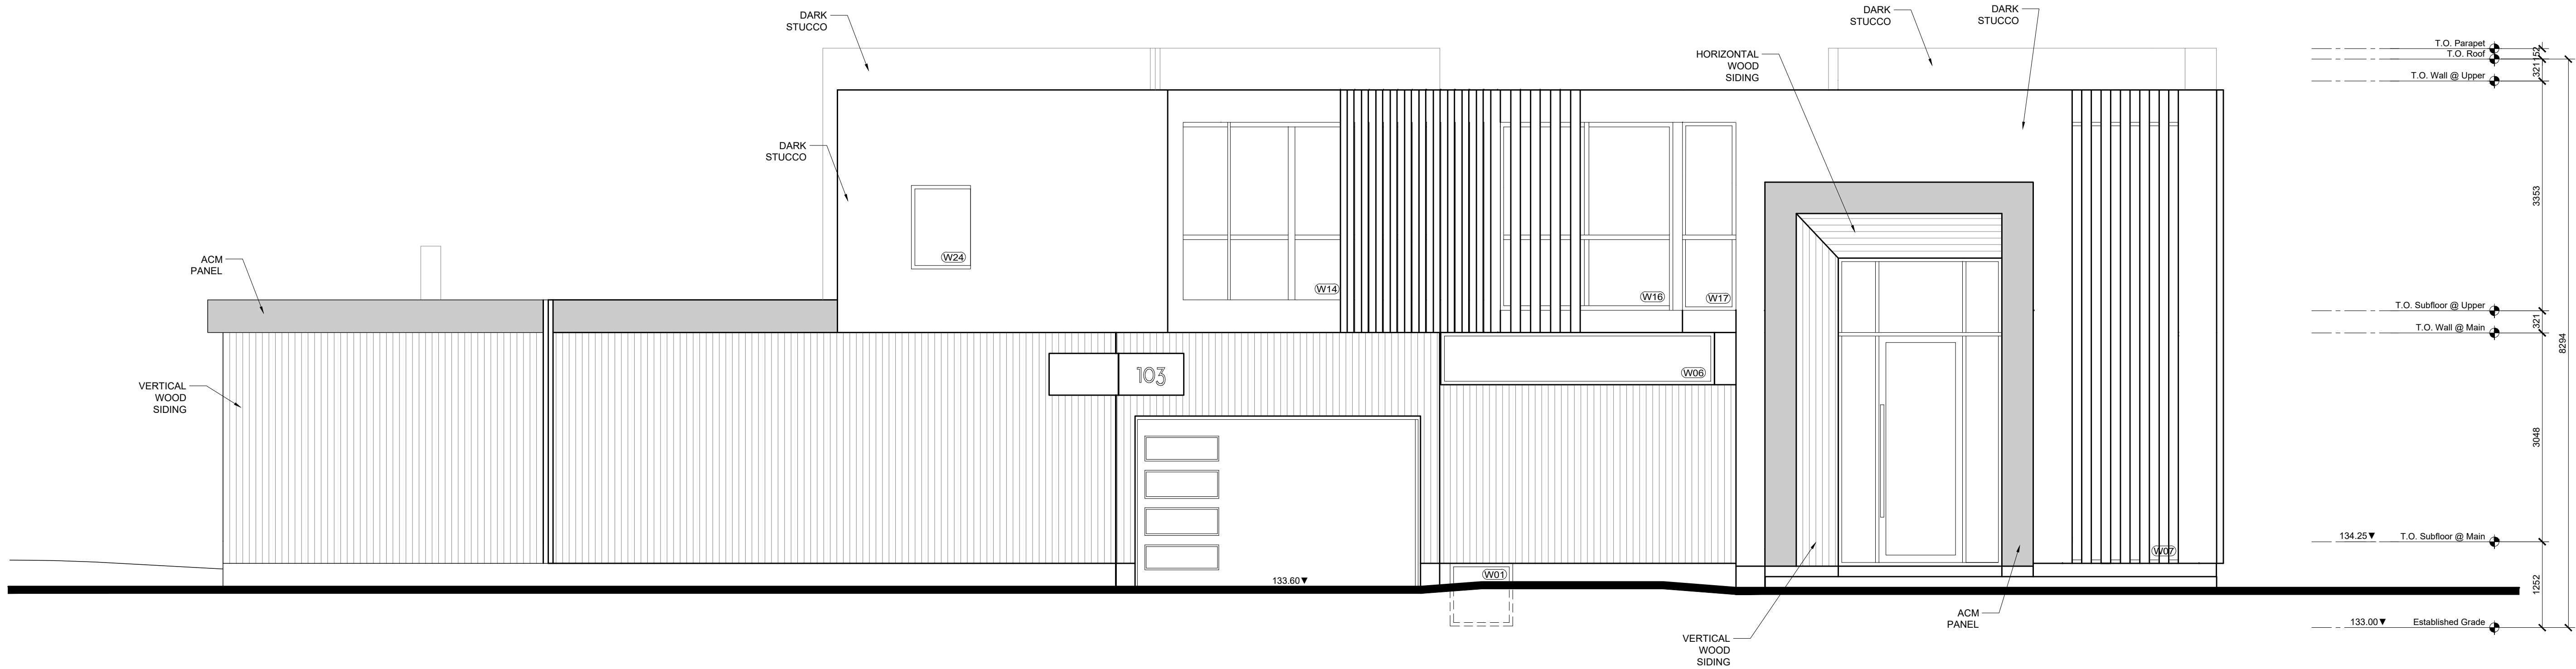 DARK
STUCCO
DARK
STUCCO
DARK
STUCCO
HORIZONTAL
WOOD
SIDING
DARK
STUCCO
ACM
PANEL
VERTICAL
WOOD
SIDING
W24
W14
W16
W17
W06
103
W07
W01
133.60▼
ACM
PANEL
VERTICAL
WOOD
SIDING
T.O. Parapet
T.O. Roof
T.O. Wall @ Upper
T.O. Subfloor @ Upper
T.O. Wall @ Main
134.25▼ T.O. Subfloor @ Main
133.00▼ Established Grade
152
321
3353
321
3048
1252
8294